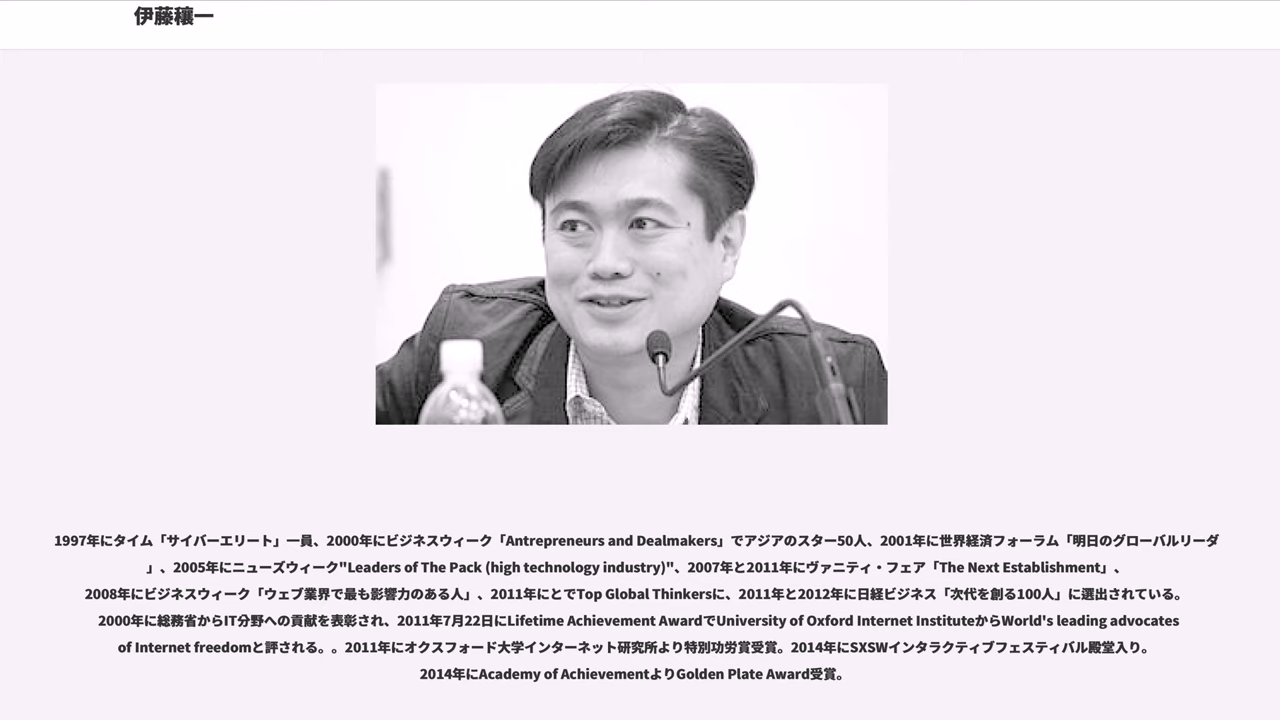 伊藤穰一
1997年にタイム「サイバーエリート」一員、2000年にビジネスウィーク「Antrepreneurs and Dealmakers」でアジアのスター50人、2001年に世界経済フォーラム「明日のグローバルリーダ
」、2005年にニューズウィーク"Leaders of The Pack (high technology industry)"、2007年と2011年にヴァニティ・フェア「The Next Establishment」、
2008年にビジネスウィーク「ウェブ業界で最も影響力のある人」、2011年にとでTop Global Thinkersに、2011年と2012年に日経ビジネス「次代を創る100人」に選出されている。
2000年に総務省からIT分野への貢献を表彰され、2011年7月22日にLifetime Achievement AwardでUniversity of Oxford Internet InstituteからWorld's leading advocates
of Internet freedomと評される。。2011年にオクスフォード大学インターネット研究所より特別功労賞受賞。2014年にSXSWインタラクティブフェスティバル殿堂入り。
2014年にAcademy of AchievementよりGolden Plate Award受賞。